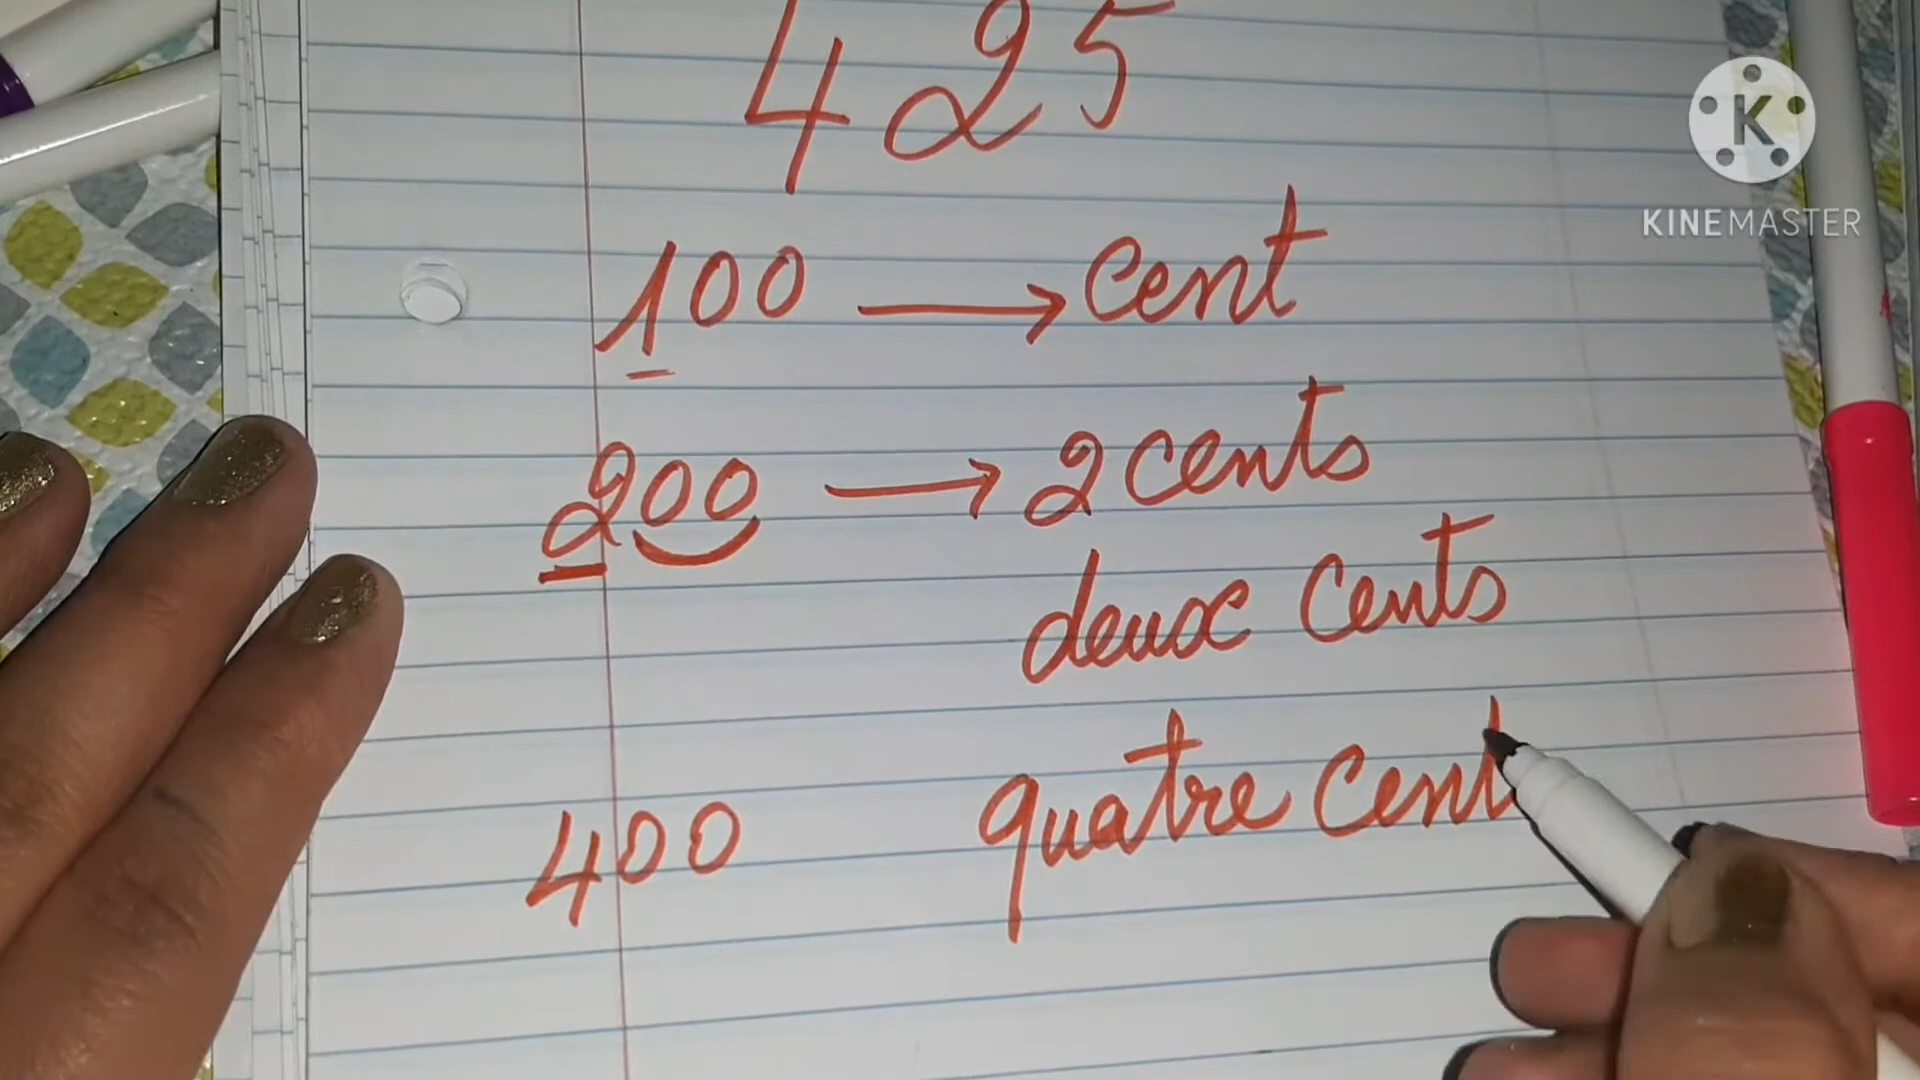 425
100 → cent
200 → 2 cents
deux cents
400 quatre cent
K
KINEMASTER